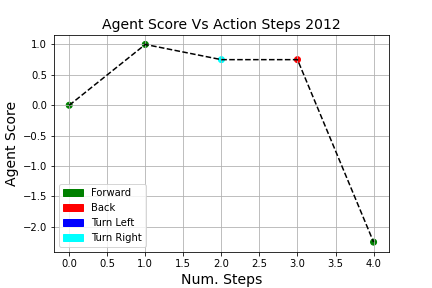 Agent Score Vs Action Steps 2012
Agent Score
1.0
0.5
0.0
−0.5
−1.0
−1.5
−2.0
Forward
Back
Turn Left
Turn Right
0.0 0.5 1.0 1.5 2.0 2.5 3.0 3.5 4.0
Num. Steps